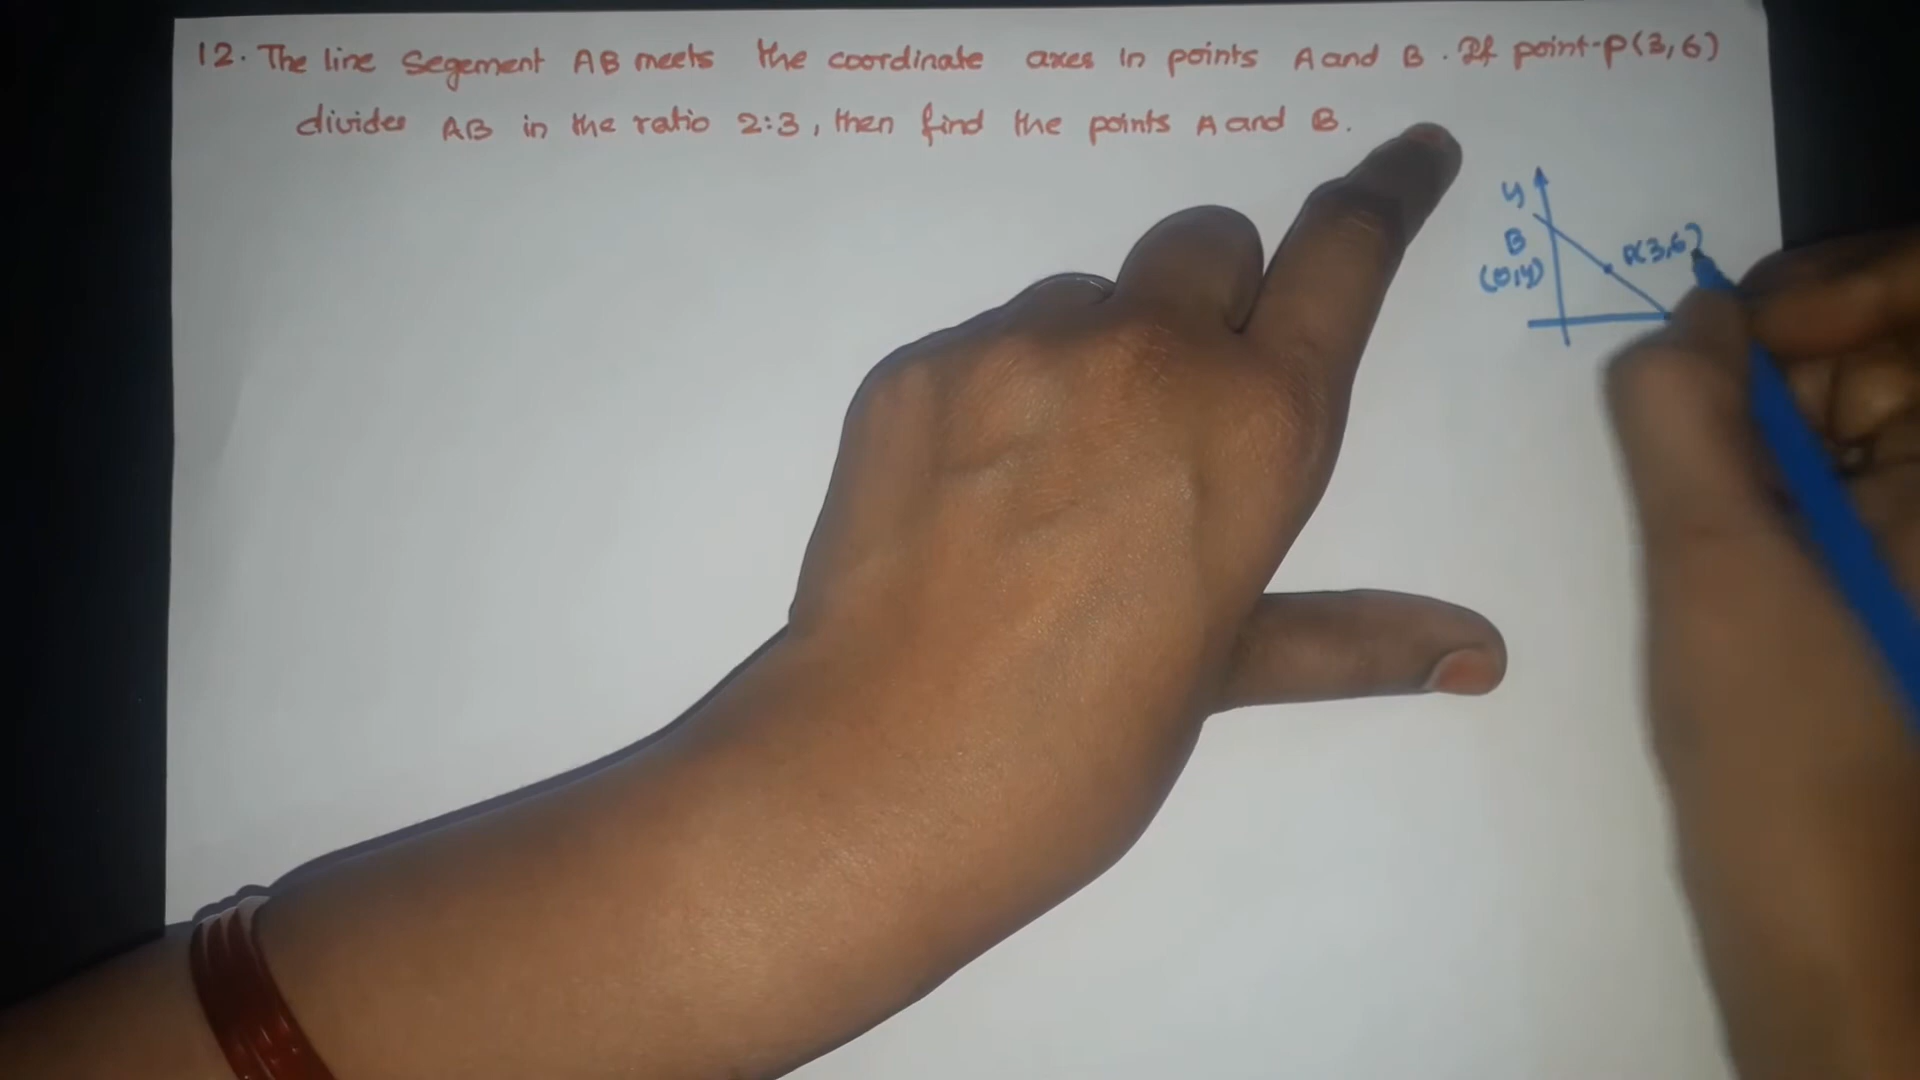 12. The line Segement AB meets the coordinate axes in points A and B. If point-P(3,6)
divides AB in the ratio 2:3, then find the points A and B.
y
B
P(3,6)
(0,y)